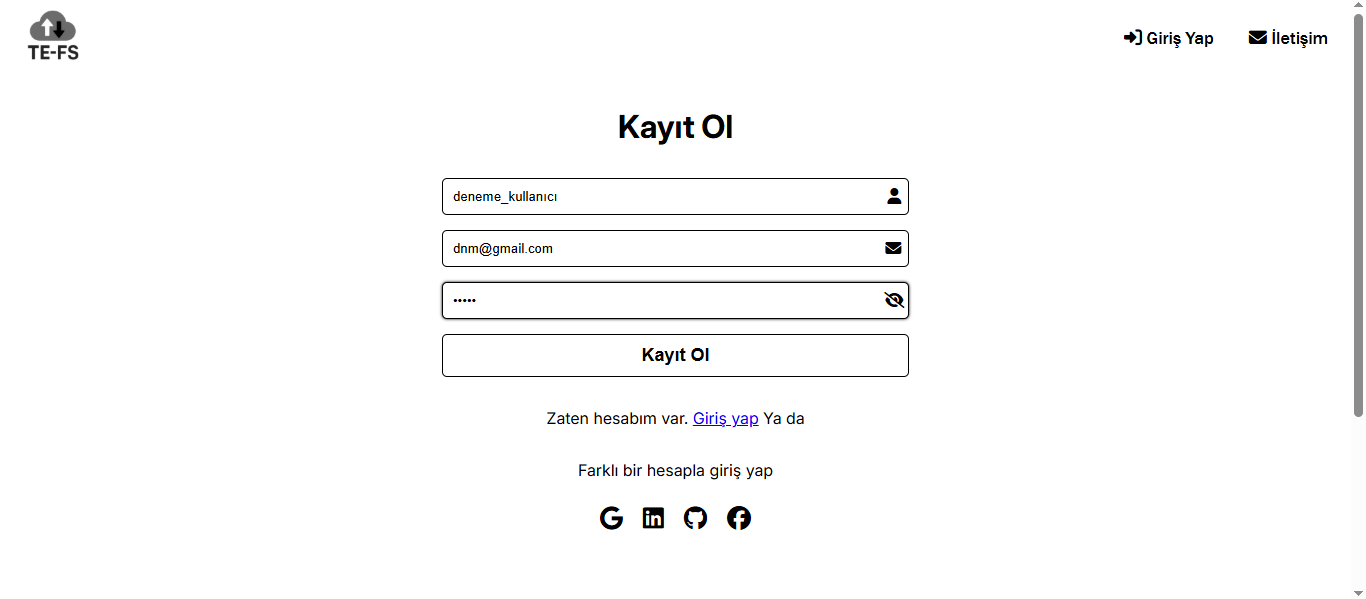 TE-FS
Giriş Yap
İletişim
Kayıt Ol
deneme_kullanıcı
dnm@gmail.com
•••••
Kayıt Ol
Zaten hesabım var. Giriş yap Ya da
Farklı bir hesapla giriş yap